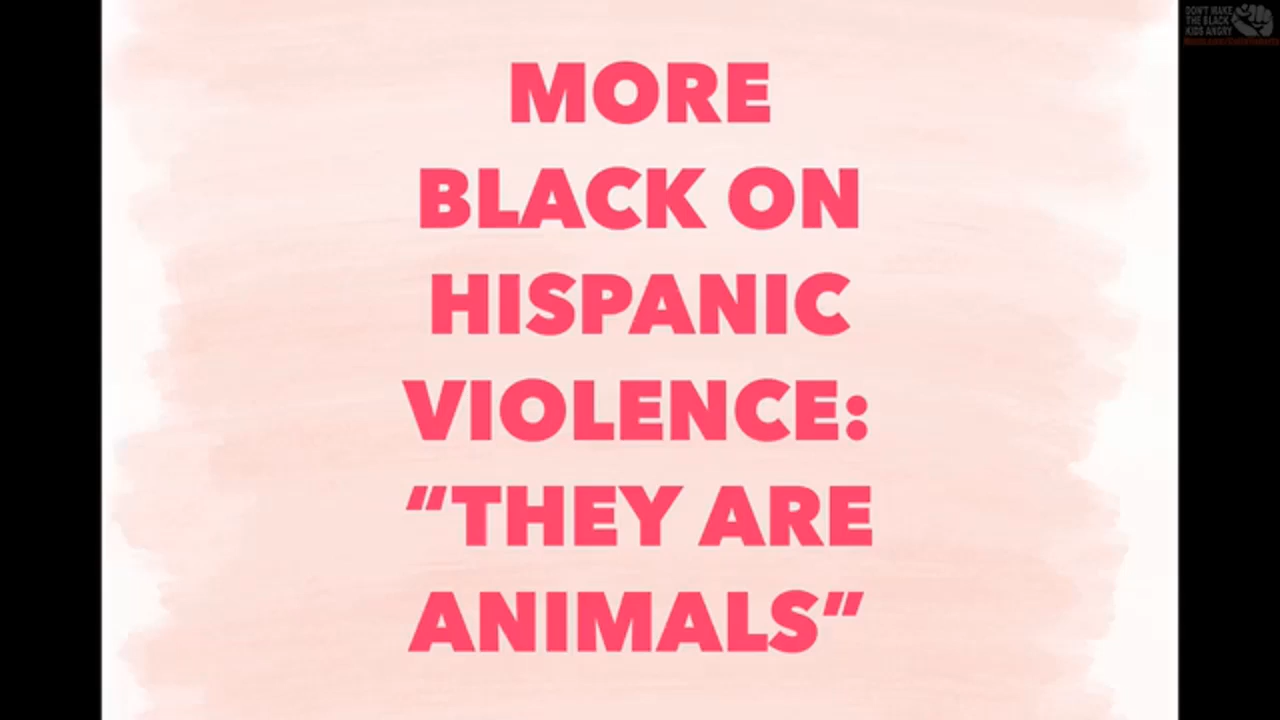 MORE
BLACK ON
HISPANIC
VIOLENCE:
“THEY ARE
ANIMALS”
DON'T MAKE
THE BLACK
KIDS ANGRY